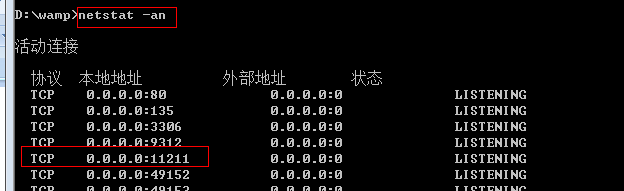 D:\wamp>netstat -an
活动连接
协议 本地地址 外部地址 状态
TCP 0.0.0.0:80 0.0.0.0:0 LISTENING
TCP 0.0.0.0:135 0.0.0.0:0 LISTENING
TCP 0.0.0.0:3306 0.0.0.0:0 LISTENING
TCP 0.0.0.0:9312 0.0.0.0:0 LISTENING
TCP 0.0.0.0:11211 0.0.0.0:0 LISTENING
TCP 0.0.0.0:49152 0.0.0.0:0 LISTENING
TCP 0.0.0.0:49153 0.0.0.0:0 LISTENING